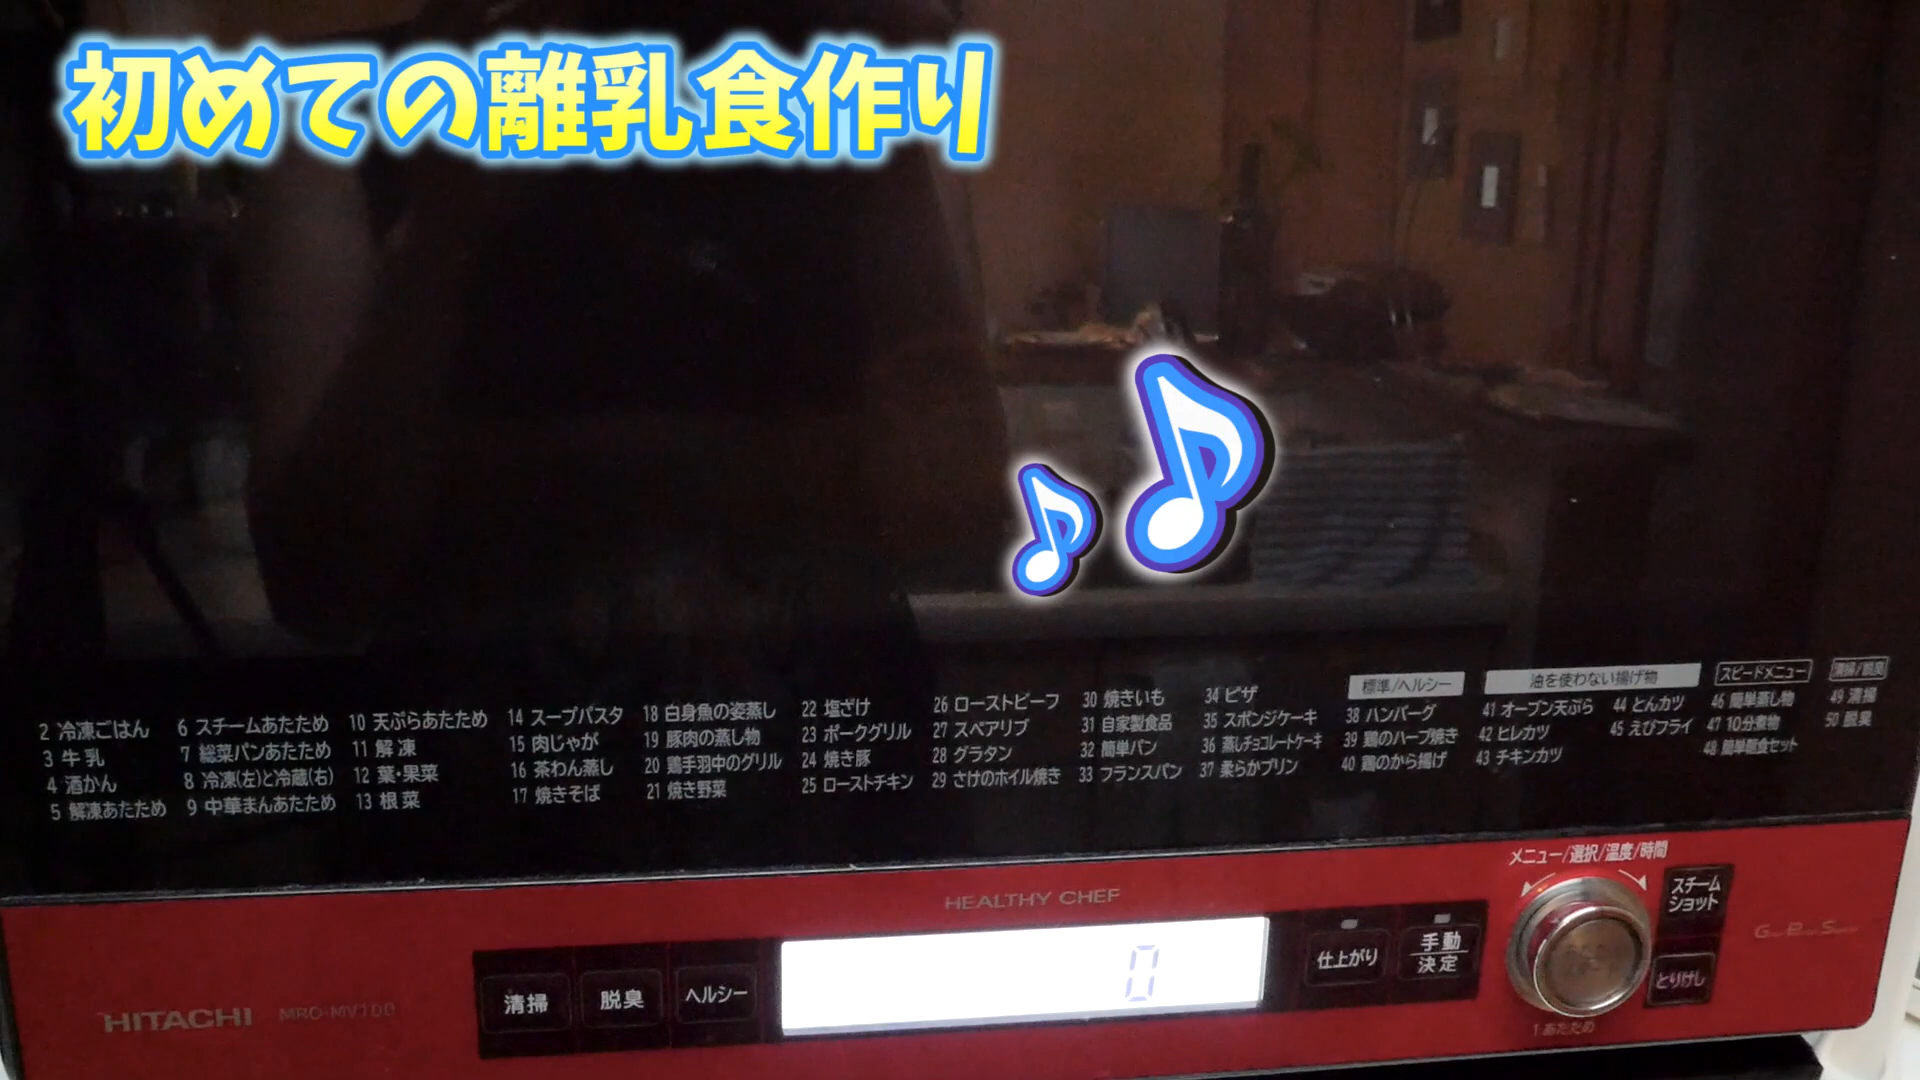 初めての離乳食作り
2 冷凍ごはん
3 牛乳
4 酒かん
5 解凍あたため
6 スチームあたため
7 総菜パンあたため
8 冷凍(左)と冷蔵(右)
9 中華まんあたため
10 天ぷらあたため
11 解凍
12 葉・果菜
13 根菜
14 スープパスタ
15 肉じゃが
16 茶わん蒸し
17 焼きそば
18 白身魚の姿蒸し
19 豚肉の蒸し物
20 鶏手羽中のグリル
21 焼き野菜
22 塩ざけ
23 ポークグリル
24 焼き豚
25 ローストチキン
26 ローストビーフ
27 スペアリブ
28 グラタン
29 さけのホイル焼き
30 焼きいも
31 自家製食品
32 簡単パン
33 フランスパン
34 ピザ
35 スポンジケーキ
36 蒸しチョコレートケーキ
37 柔らかプリン
標準/ヘルシー
38 ハンバーグ
39 鶏のハーブ焼き
40 鶏のから揚げ
油を使わない揚げ物
41 オーブン天ぷら
42 ヒレカツ
43 チキンカツ
44 とんカツ
45 えびフライ
スピードメニュー
46 簡単蒸し物
47 10分煮物
48 簡単朝食セット
清掃/脱臭
49 清掃
50 脱臭
メニュー/選択/温度/時間
HEALTHY CHEF
スチーム
ショット
HITACHI MRO-MV100
清掃
脱臭
ヘルシー
0
仕上がり
手動
決定
とりけし
1 あたため